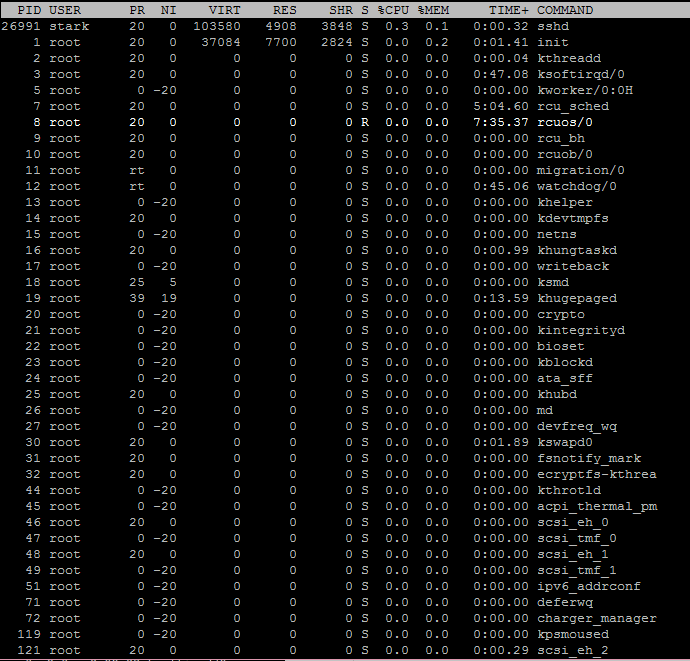 PID USER PR NI VIRT RES SHR S %CPU %MEM TIME+ COMMAND
26991 stark 20 0 103580 4908 3848 S 0.3 0.1 0:00.32 sshd
1 root 20 0 37084 7700 2824 S 0.0 0.2 0:01.41 init
2 root 20 0 0 0 0 S 0.0 0.0 0:00.04 kthreadd
3 root 20 0 0 0 0 S 0.0 0.0 0:47.08 ksoftirqd/0
5 root 0 -20 0 0 0 S 0.0 0.0 0:00.00 kworker/0:0H
7 root 20 0 0 0 0 S 0.0 0.0 5:04.60 rcu_sched
8 root 20 0 0 0 0 R 0.0 0.0 7:35.37 rcuos/0
9 root 20 0 0 0 0 S 0.0 0.0 0:00.00 rcu_bh
10 root 20 0 0 0 0 S 0.0 0.0 0:00.00 rcuob/0
11 root rt 0 0 0 0 S 0.0 0.0 0:00.00 migration/0
12 root rt 0 0 0 0 S 0.0 0.0 0:45.06 watchdog/0
13 root 0 -20 0 0 0 S 0.0 0.0 0:00.00 khelper
14 root 20 0 0 0 0 S 0.0 0.0 0:00.00 kdevtmpfs
15 root 0 -20 0 0 0 S 0.0 0.0 0:00.00 netns
16 root 20 0 0 0 0 S 0.0 0.0 0:00.99 khungtaskd
17 root 0 -20 0 0 0 S 0.0 0.0 0:00.00 writeback
18 root 25 5 0 0 0 S 0.0 0.0 0:00.00 ksmd
19 root 39 19 0 0 0 S 0.0 0.0 0:13.59 khugepaged
20 root 0 -20 0 0 0 S 0.0 0.0 0:00.00 crypto
21 root 0 -20 0 0 0 S 0.0 0.0 0:00.00 kintegrityd
22 root 0 -20 0 0 0 S 0.0 0.0 0:00.00 bioset
23 root 0 -20 0 0 0 S 0.0 0.0 0:00.00 kblockd
24 root 0 -20 0 0 0 S 0.0 0.0 0:00.00 ata_sff
25 root 20 0 0 0 0 S 0.0 0.0 0:00.00 khubd
26 root 0 -20 0 0 0 S 0.0 0.0 0:00.00 md
27 root 0 -20 0 0 0 S 0.0 0.0 0:00.00 devfreq_wq
30 root 20 0 0 0 0 S 0.0 0.0 0:01.89 kswapd0
31 root 20 0 0 0 0 S 0.0 0.0 0:00.00 fsnotify_mark
32 root 20 0 0 0 0 S 0.0 0.0 0:00.00 ecryptfs-kthrea
44 root 0 -20 0 0 0 S 0.0 0.0 0:00.00 kthrotld
45 root 0 -20 0 0 0 S 0.0 0.0 0:00.00 acpi_thermal_pm
46 root 20 0 0 0 0 S 0.0 0.0 0:00.00 scsi_eh_0
47 root 0 -20 0 0 0 S 0.0 0.0 0:00.00 scsi_tmf_0
48 root 20 0 0 0 0 S 0.0 0.0 0:00.00 scsi_eh_1
49 root 0 -20 0 0 0 S 0.0 0.0 0:00.00 scsi_tmf_1
51 root 0 -20 0 0 0 S 0.0 0.0 0:00.00 ipv6_addrconf
71 root 0 -20 0 0 0 S 0.0 0.0 0:00.00 deferwq
72 root 0 -20 0 0 0 S 0.0 0.0 0:00.00 charger_manager
119 root 0 -20 0 0 0 S 0.0 0.0 0:00.00 kpsmoused
121 root 20 0 0 0 0 S 0.0 0.0 0:00.29 scsi_eh_2